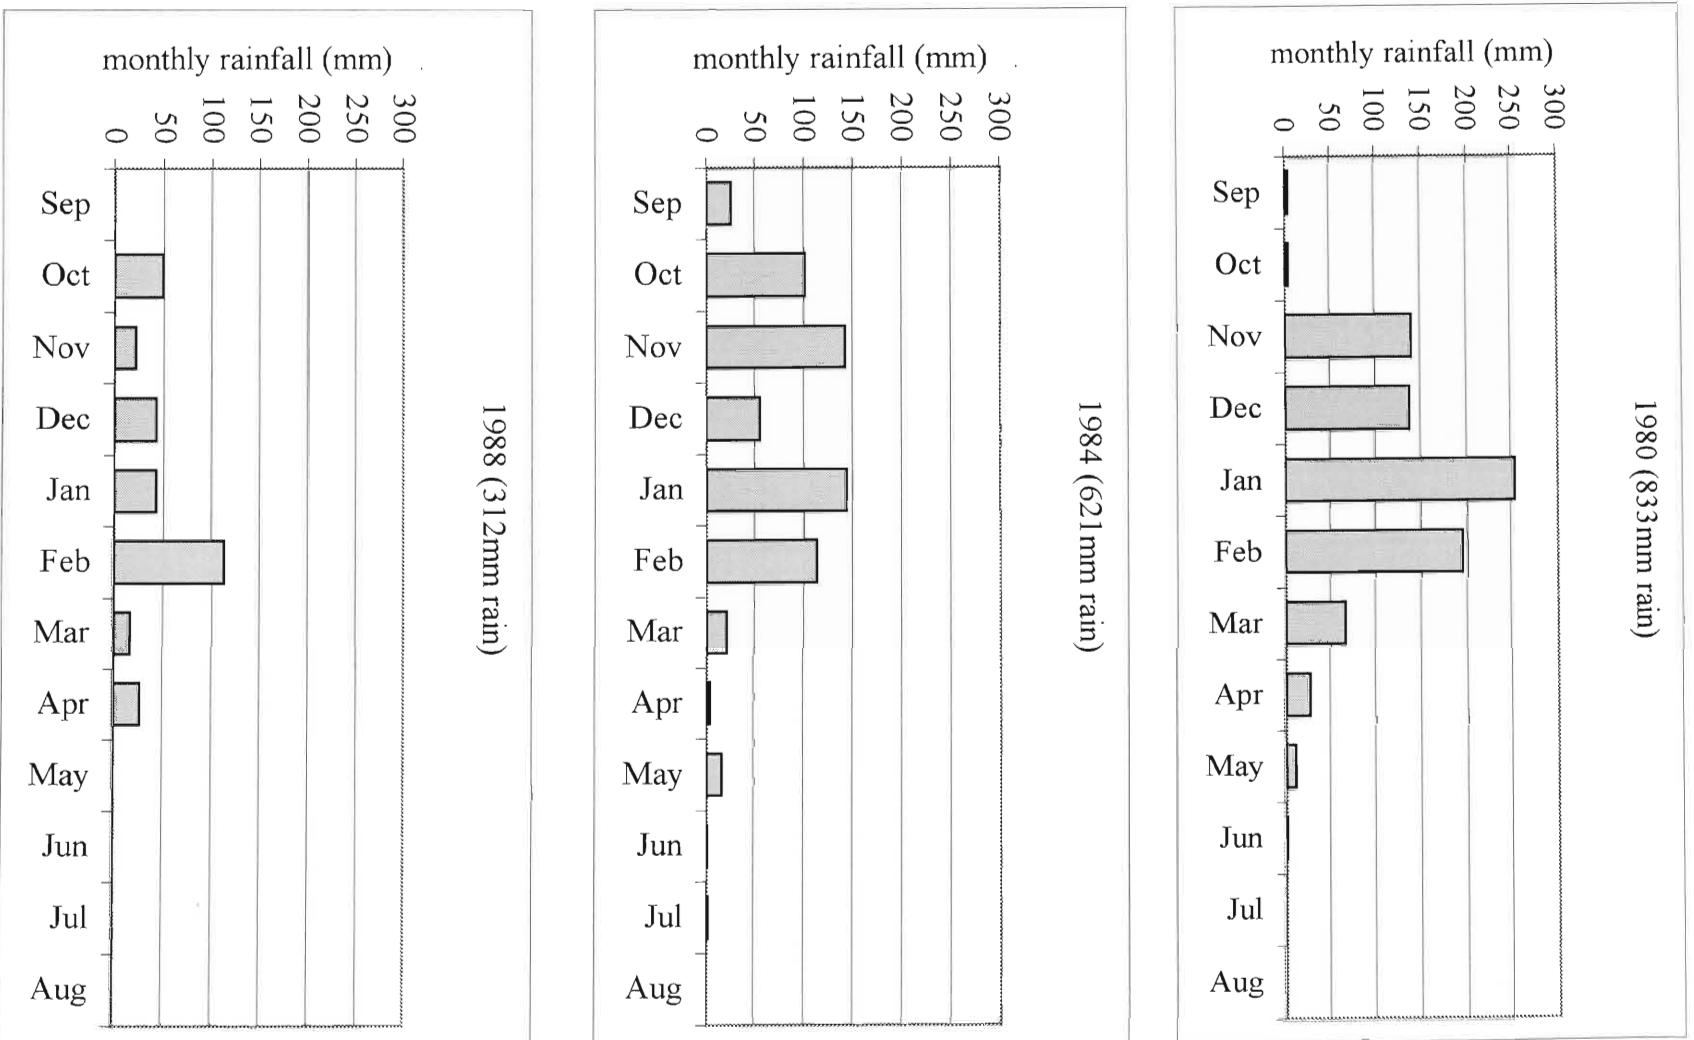 monthly rainfall (mm)
0
50
100
150
200
250
300
Sep
Oct
Nov
Dec
Jan
Feb
Mar
Apr
May
Jun
Jul
Aug
1988 (312mm rain)
monthly rainfall (mm)
0
50
100
150
200
250
300
Sep
Oct
Nov
Dec
Jan
Feb
Mar
Apr
May
Jun
Jul
Aug
1984 (621mm rain)
monthly rainfall (mm)
0
50
100
150
200
250
300
Sep
Oct
Nov
Dec
Jan
Feb
Mar
Apr
May
Jun
Jul
Aug
1980 (833mm rain)